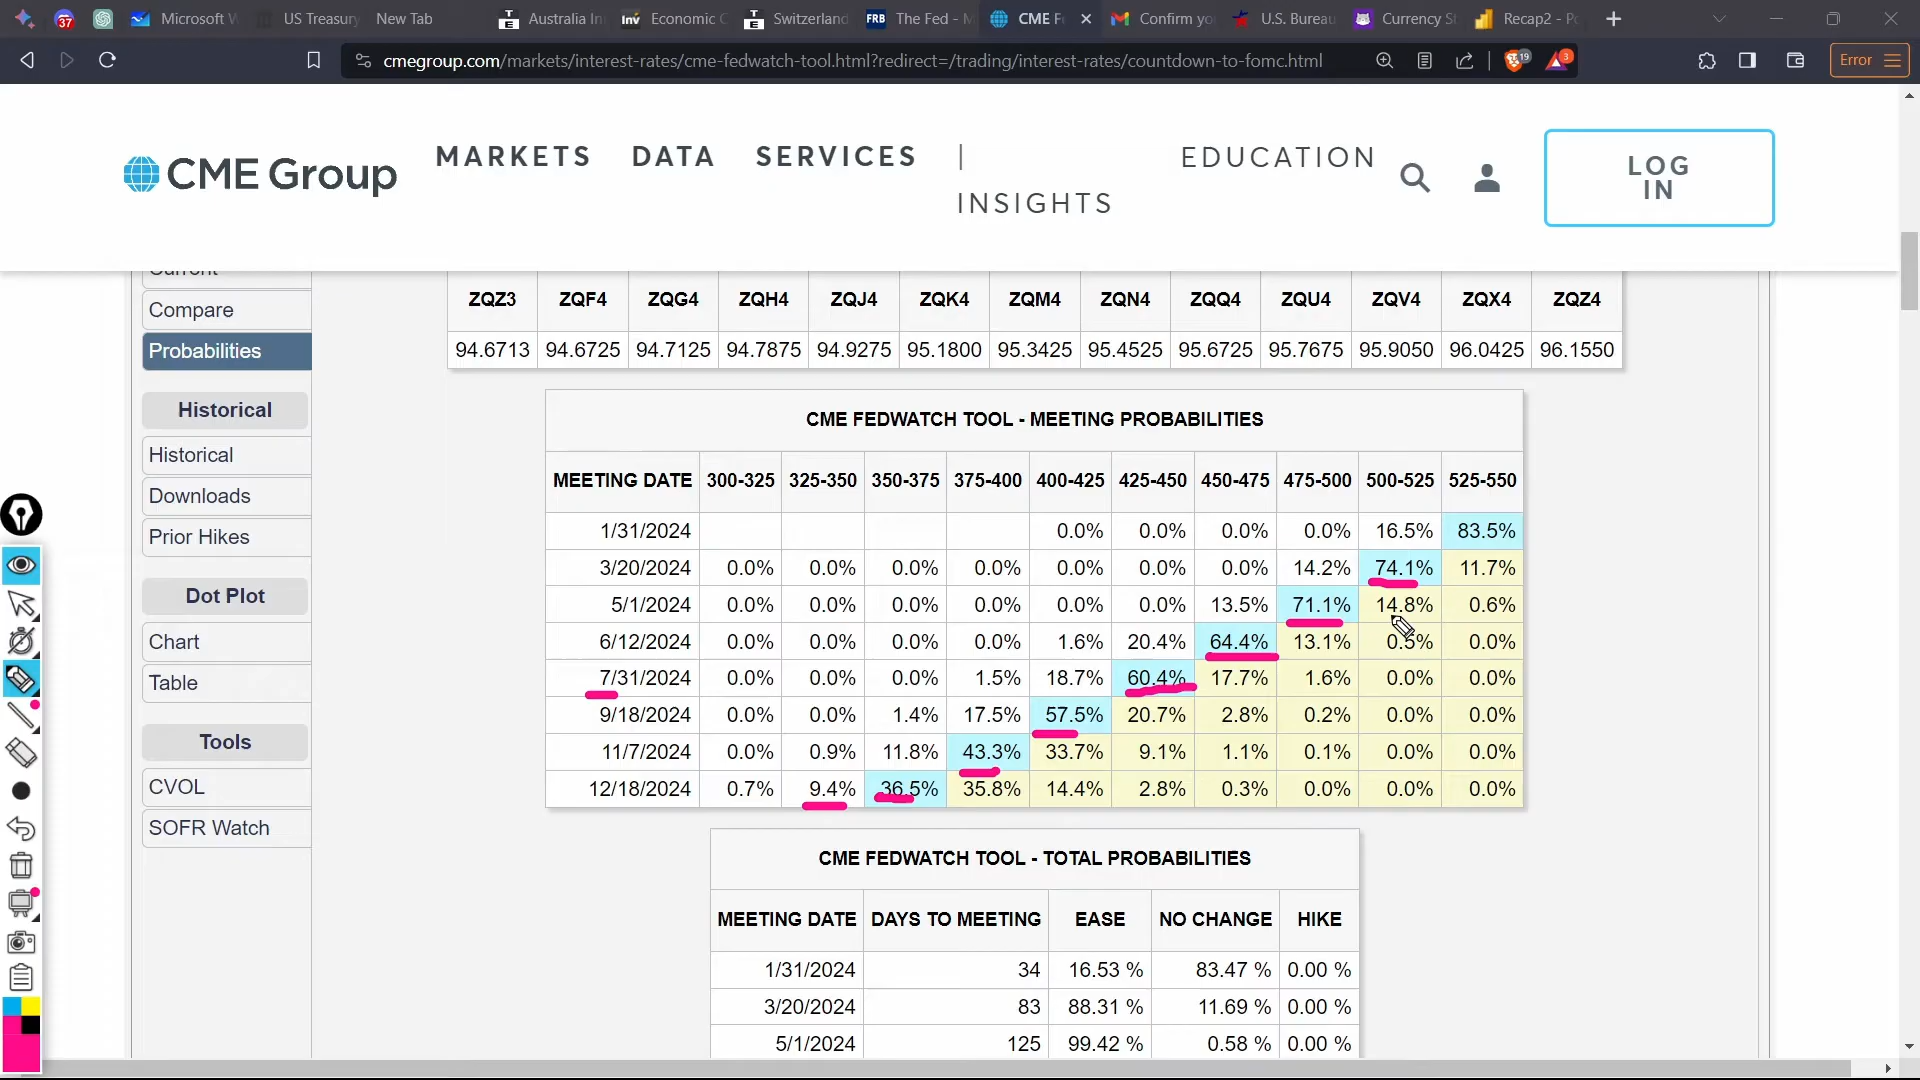 37 Microsoft W US Treasury New Tab TE Australia In Inv Economic C TE Switzerland FRB The Fed - M CME F Confirm yo U.S. Burea Currency S Recap2 - Po
cmegroup.com/markets/interest-rates/cme-fedwatch-tool.html?redirect=/trading/interest-rates/countdown-to-fomc.html 19 3 Error
CME Group MARKETS DATA SERVICES | INSIGHTS EDUCATION LOG IN
Current
Compare
Probabilities
Historical
Historical
Downloads
Prior Hikes
Dot Plot
Chart
Table
Tools
CVOL
SOFR Watch
ZQZ3 ZQF4 ZQG4 ZQH4 ZQJ4 ZQK4 ZQM4 ZQN4 ZQQ4 ZQU4 ZQV4 ZQX4 ZQZ4
94.6713 94.6725 94.7125 94.7875 94.9275 95.1800 95.3425 95.4525 95.6725 95.7675 95.9050 96.0425 96.1550
CME FEDWATCH TOOL - MEETING PROBABILITIES
MEETING DATE 300-325 325-350 350-375 375-400 400-425 425-450 450-475 475-500 500-525 525-550
1/31/2024 0.0% 0.0% 0.0% 0.0% 16.5% 83.5%
3/20/2024 0.0% 0.0% 0.0% 0.0% 0.0% 0.0% 0.0% 14.2% 74.1% 11.7%
5/1/2024 0.0% 0.0% 0.0% 0.0% 0.0% 0.0% 13.5% 71.1% 14.8% 0.6%
6/12/2024 0.0% 0.0% 0.0% 0.0% 1.6% 20.4% 64.4% 13.1% 0.5% 0.0%
7/31/2024 0.0% 0.0% 0.0% 1.5% 18.7% 60.4% 17.7% 1.6% 0.0% 0.0%
9/18/2024 0.0% 0.0% 1.4% 17.5% 57.5% 20.7% 2.8% 0.2% 0.0% 0.0%
11/7/2024 0.0% 0.9% 11.8% 43.3% 33.7% 9.1% 1.1% 0.1% 0.0% 0.0%
12/18/2024 0.7% 9.4% 36.5% 35.8% 14.4% 2.8% 0.3% 0.0% 0.0% 0.0%
CME FEDWATCH TOOL - TOTAL PROBABILITIES
MEETING DATE DAYS TO MEETING EASE NO CHANGE HIKE
1/31/2024 34 16.53 % 83.47 % 0.00 %
3/20/2024 83 88.31 % 11.69 % 0.00 %
5/1/2024 125 99.42 % 0.58 % 0.00 %